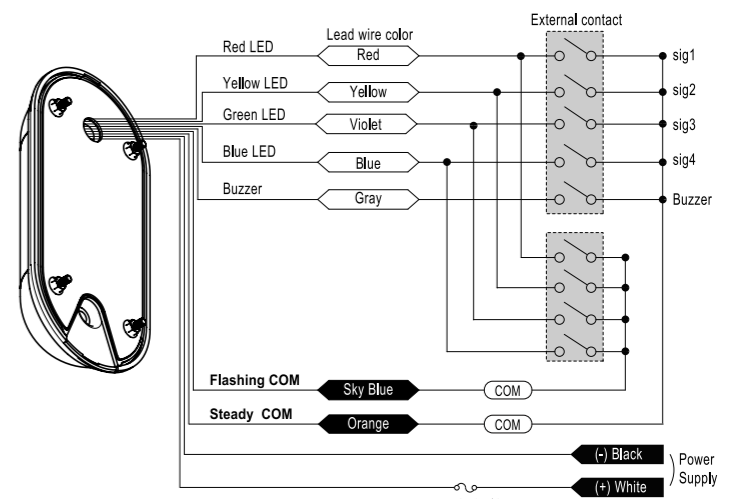 External contact
Lead wire color
Red LED
Red
sig1
Yellow LED
Yellow
sig2
Green LED
Violet
sig3
Blue LED
Blue
sig4
Buzzer
Gray
Buzzer
Flashing COM
Sky Blue
COM
Steady COM
Orange
COM
(-) Black
Power
Supply
(+) White